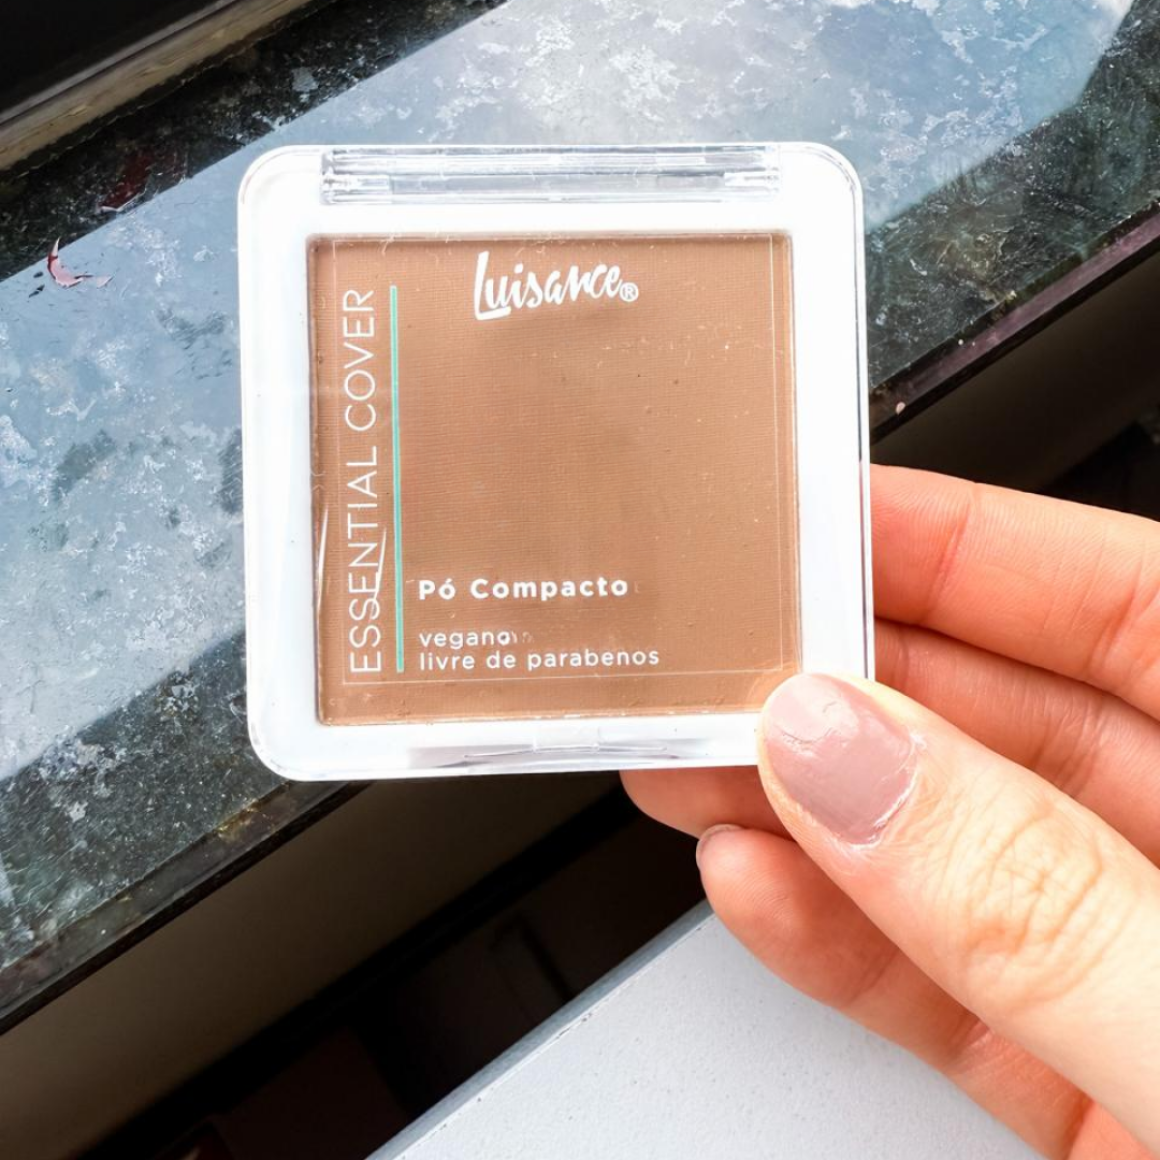 Luisance®
ESSENTIAL COVER
Pó Compacto
vegano
livre de parabenos